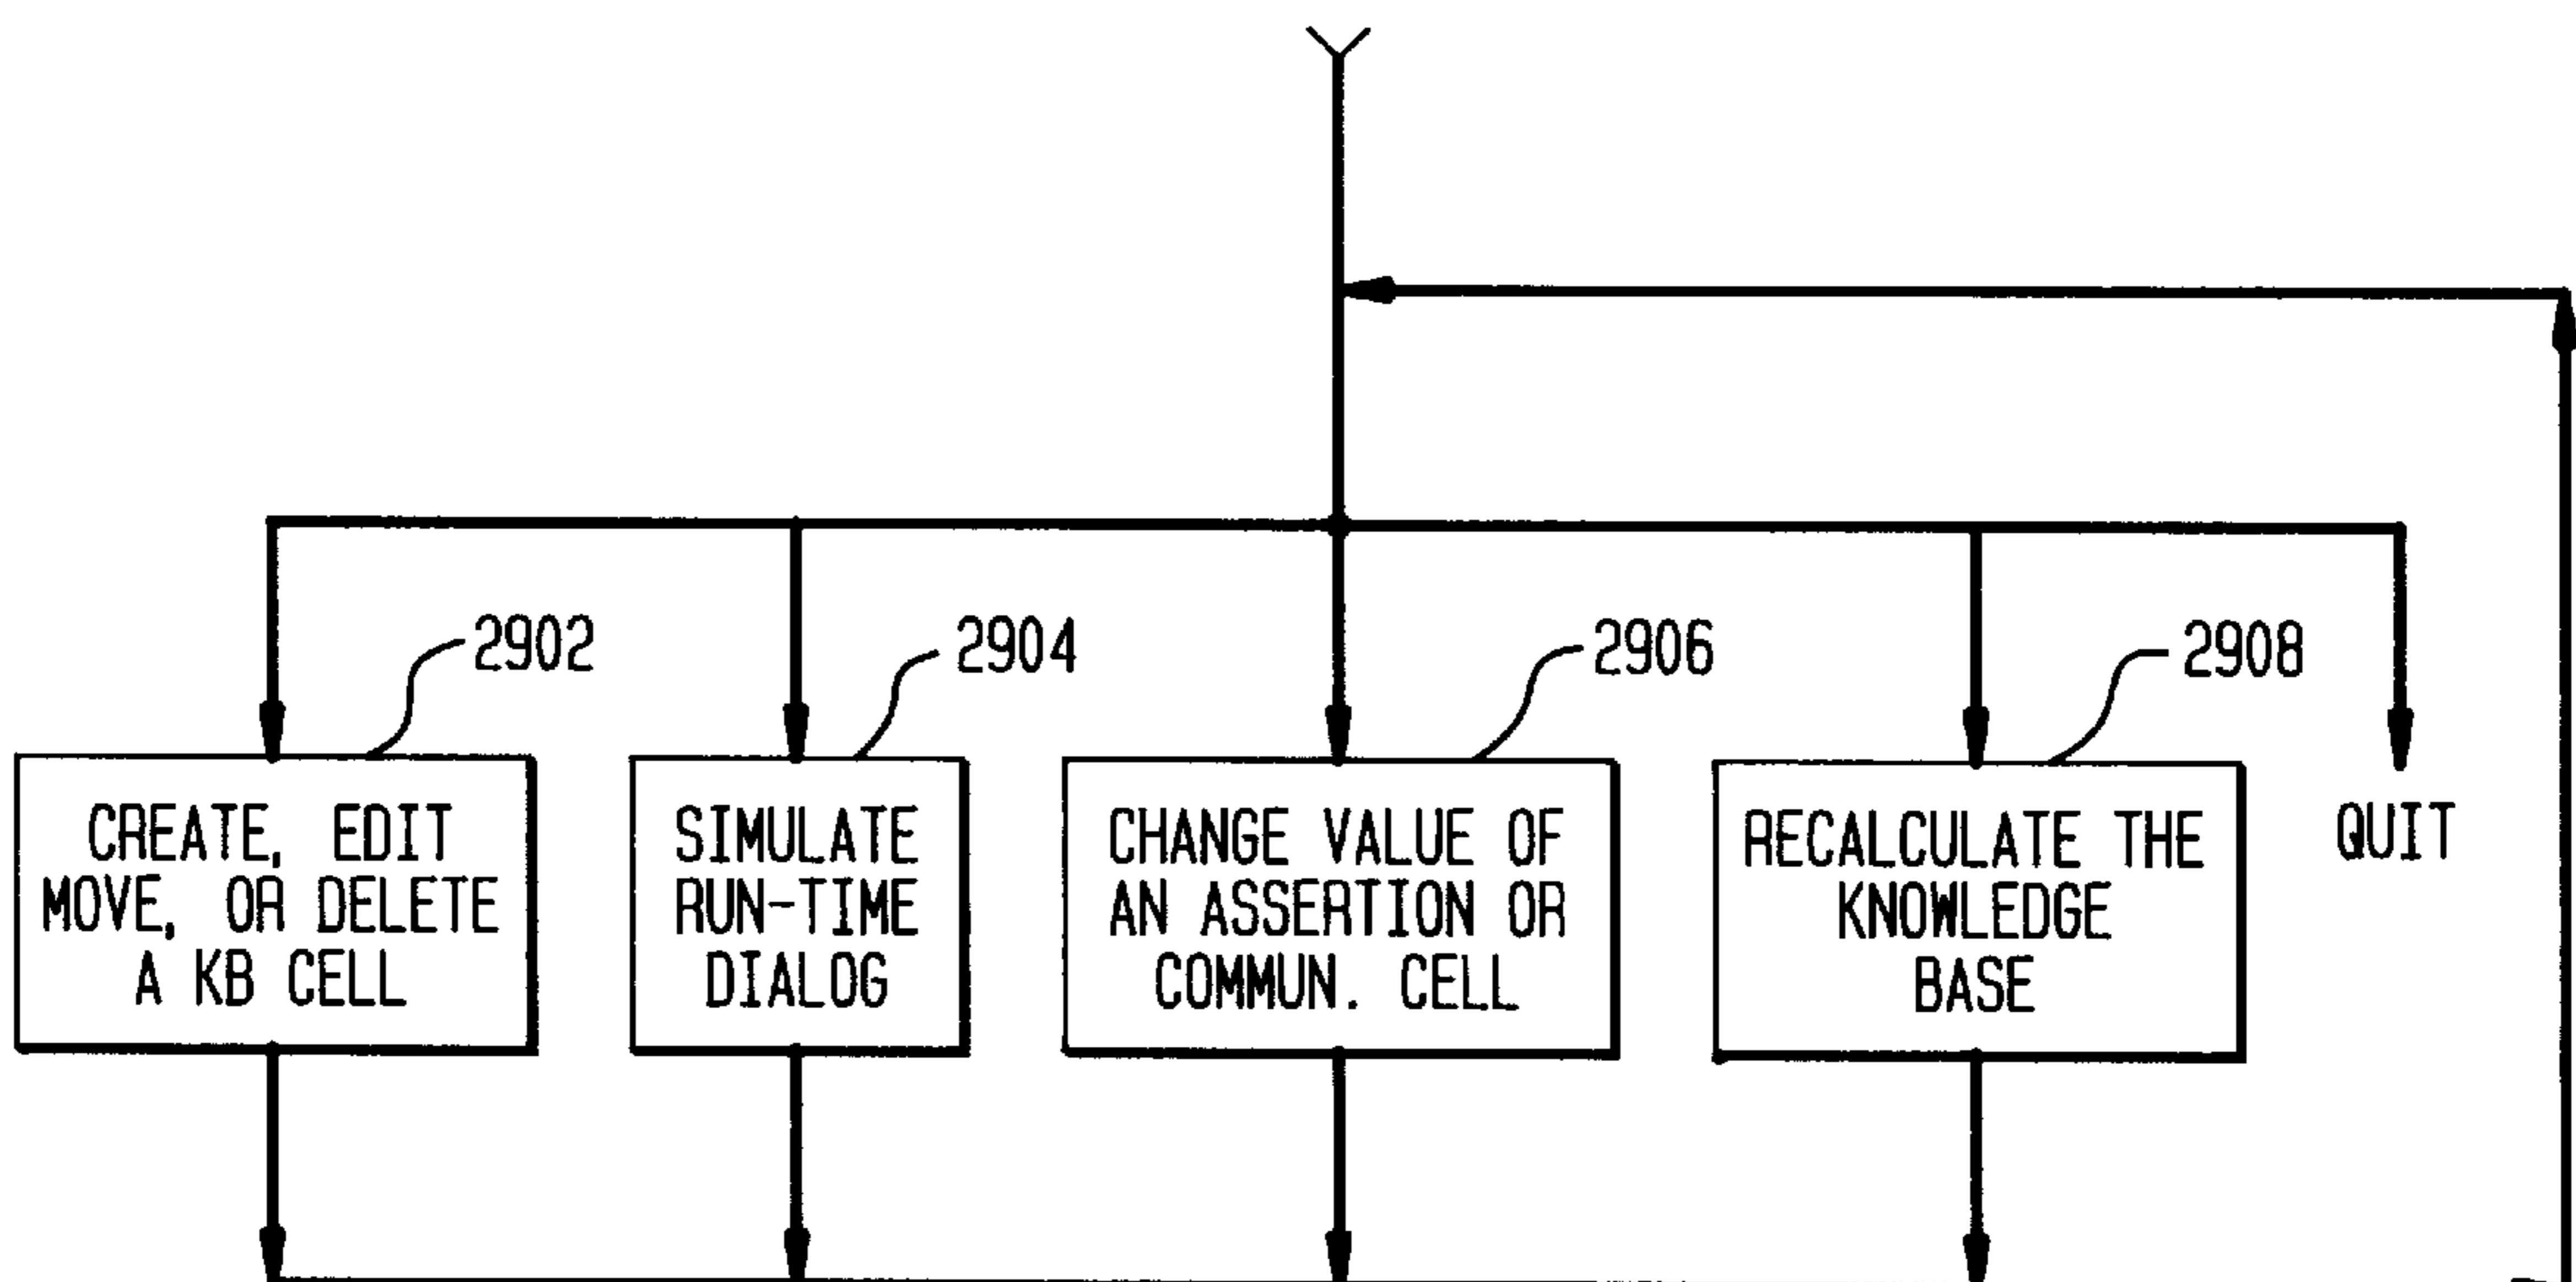 2902
2904
2906
2908
CREATE, EDIT
MOVE, OR DELETE
A KB CELL
SIMULATE
RUN-TIME
DIALOG
CHANGE VALUE OF
AN ASSERTION OR
COMMUN. CELL
RECALCULATE THE
KNOWLEDGE
BASE
QUIT